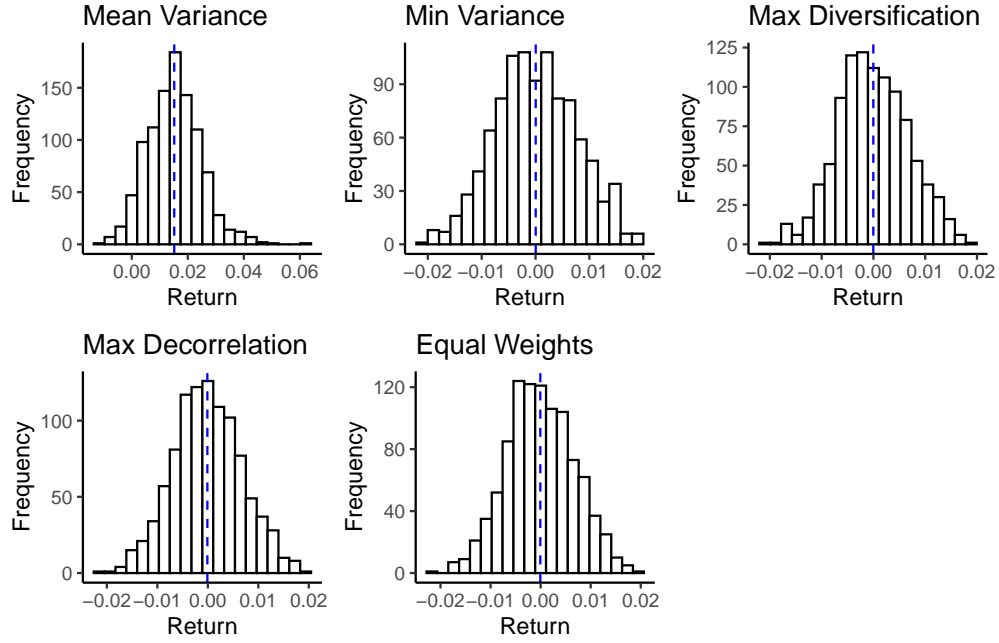 Mean Variance
Frequency
150
100
50
0
0.00 0.02 0.04 0.06
Return
Min Variance
Frequency
90
60
30
0
−0.02 −0.01 0.00 0.01 0.02
Return
Max Diversification
Frequency
125
100
75
50
25
0
−0.02 −0.01 0.00 0.01 0.02
Return
Max Decorrelation
Frequency
100
50
0
−0.02 −0.01 0.00 0.01 0.02
Return
Equal Weights
Frequency
120
80
40
0
−0.02 −0.01 0.00 0.01 0.02
Return